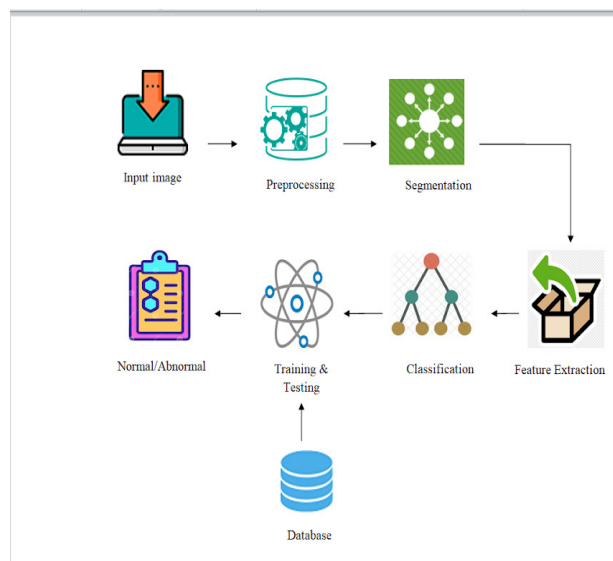 Input image
Preprocessing
Segmentation
Normal/Abnormal
Training &
Testing
Classification
Feature Extraction
Database